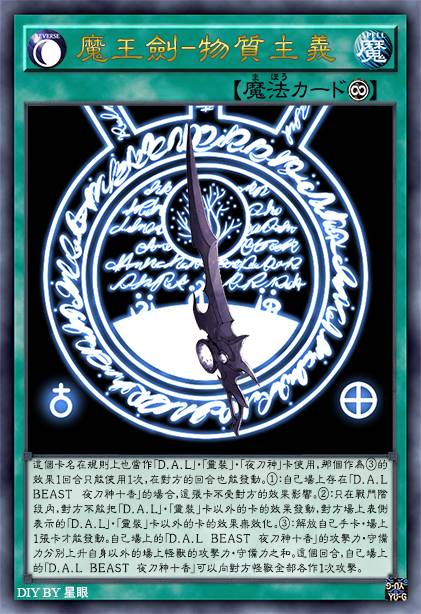 REVERSE
魔王劍-物質主義
SPELL
魔
まほう
【魔法カード】
這個卡名在規則上也當作「D.A.L」・「靈裝」・「夜刀神」卡使用,那個作為③的
效果1回合只能使用1次,在對方的回合也能發動。①:自己場上存在「D.A.L
BEAST 夜刀神十香」的場合,這張卡不受對方的效果影響。②:只在戰鬥階
段內,對方不能把「D.A.L」・「靈裝」卡以外的卡的效果發動,對方場上表側
表示的「D.A.L」・「靈裝」卡以外的卡的效果無效化。③:解放自己手卡・場上
1張卡才能發動。自己場上的「D.A.L BEAST 夜刀神十香」的攻擊力・守備
力分別上升自身以外的場上怪獸的攻擊力・守備力之和。這個回合,自己場上
的「D.A.L BEAST 夜刀神十香」可以向對方怪獸全部各作1次攻擊。
DIY BY 星眼